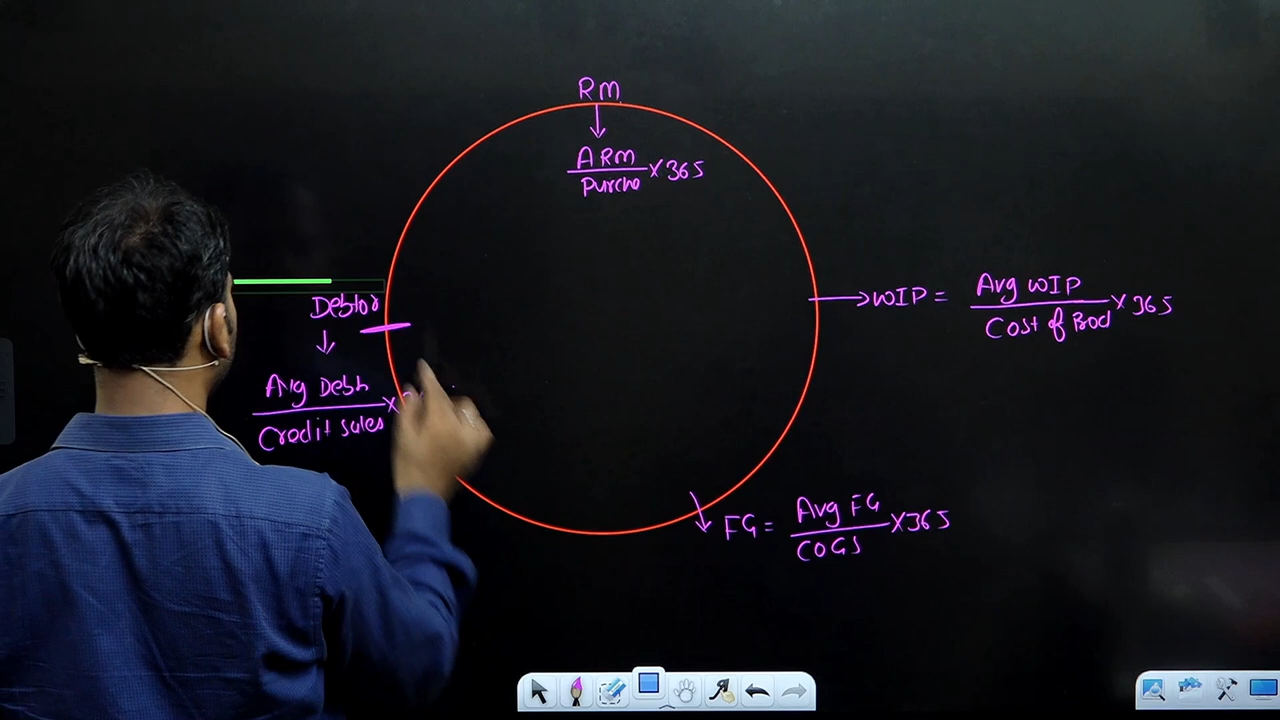 RM
ARM
Purcha
X 365
WIP =
Avg WIP
Cost of Prod
X 365
Debtor
Avg Debt
Credit sales
X
FG =
Avg FG
COGS
X365